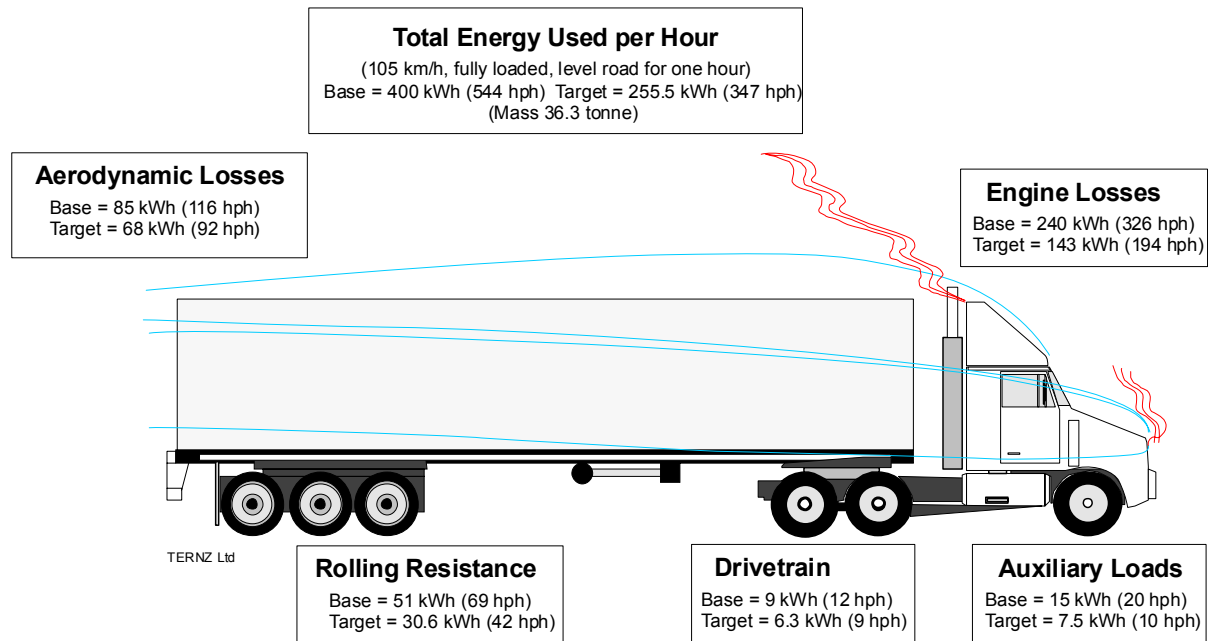 Total Energy Used per Hour
(105 km/h, fully loaded, level road for one hour)
Base = 400 kWh (544 hph)  Target = 255.5 kWh (347 hph)
(Mass 36.3 tonne)
Aerodynamic Losses
Base = 85 kWh (116 hph)
Target = 68 kWh (92 hph)
Engine Losses
Base = 240 kWh (326 hph)
Target = 143 kWh (194 hph)
TERNZ Ltd
Rolling Resistance
Base = 51 kWh (69 hph)
Target = 30.6 kWh (42 hph)
Drivetrain
Base = 9 kWh (12 hph)
Target = 6.3 kWh (9 hph)
Auxiliary Loads
Base = 15 kWh (20 hph)
Target = 7.5 kWh (10 hph)